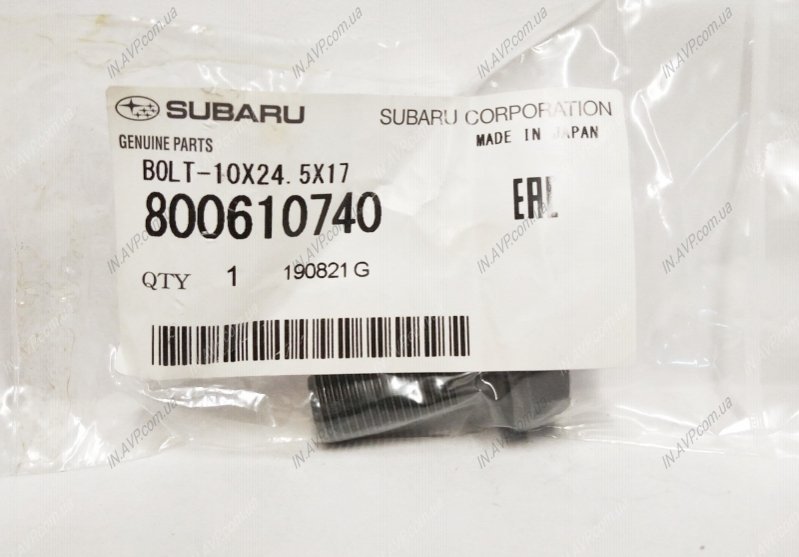 SUBARU
SUBARU CORPORATION
GENUINE PARTS
MADE IN JAPAN
BOLT-10X24.5X17
800610740
EAC
QTY 1 190821 G
IN.AVP.com.ua